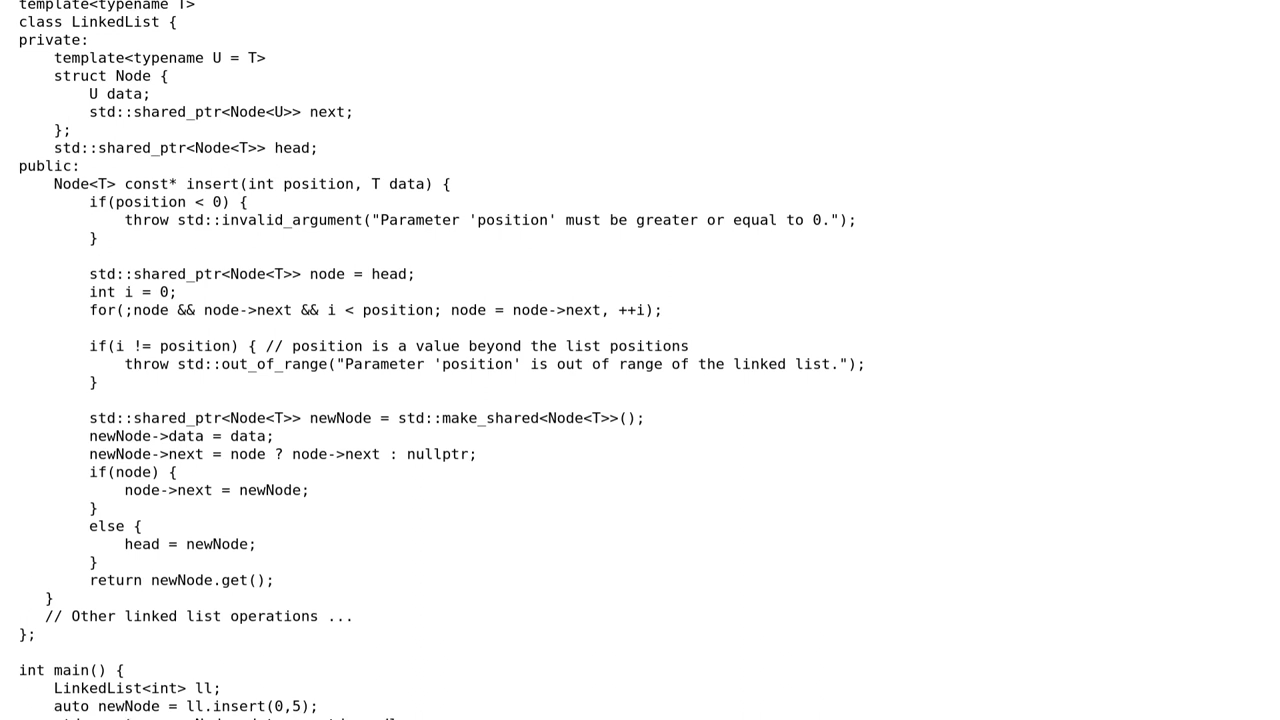 template<typename T>
class LinkedList {
private:
    template<typename U = T>
    struct Node {
        U data;
        std::shared_ptr<Node<U>> next;
    };
    std::shared_ptr<Node<T>> head;
public:
    Node<T> const* insert(int position, T data) {
        if(position < 0) {
            throw std::invalid_argument("Parameter 'position' must be greater or equal to 0.");
        }

        std::shared_ptr<Node<T>> node = head;
        int i = 0;
        for(;node && node->next && i < position; node = node->next, ++i);

        if(i != position) { // position is a value beyond the list positions
            throw std::out_of_range("Parameter 'position' is out of range of the linked list.");
        }

        std::shared_ptr<Node<T>> newNode = std::make_shared<Node<T>>();
        newNode->data = data;
        newNode->next = node ? node->next : nullptr;
        if(node) {
            node->next = newNode;
        }
        else {
            head = newNode;
        }
        return newNode.get();
   }
   // Other linked list operations ...
};

int main() {
    LinkedList<int> ll;
    auto newNode = ll.insert(0,5);